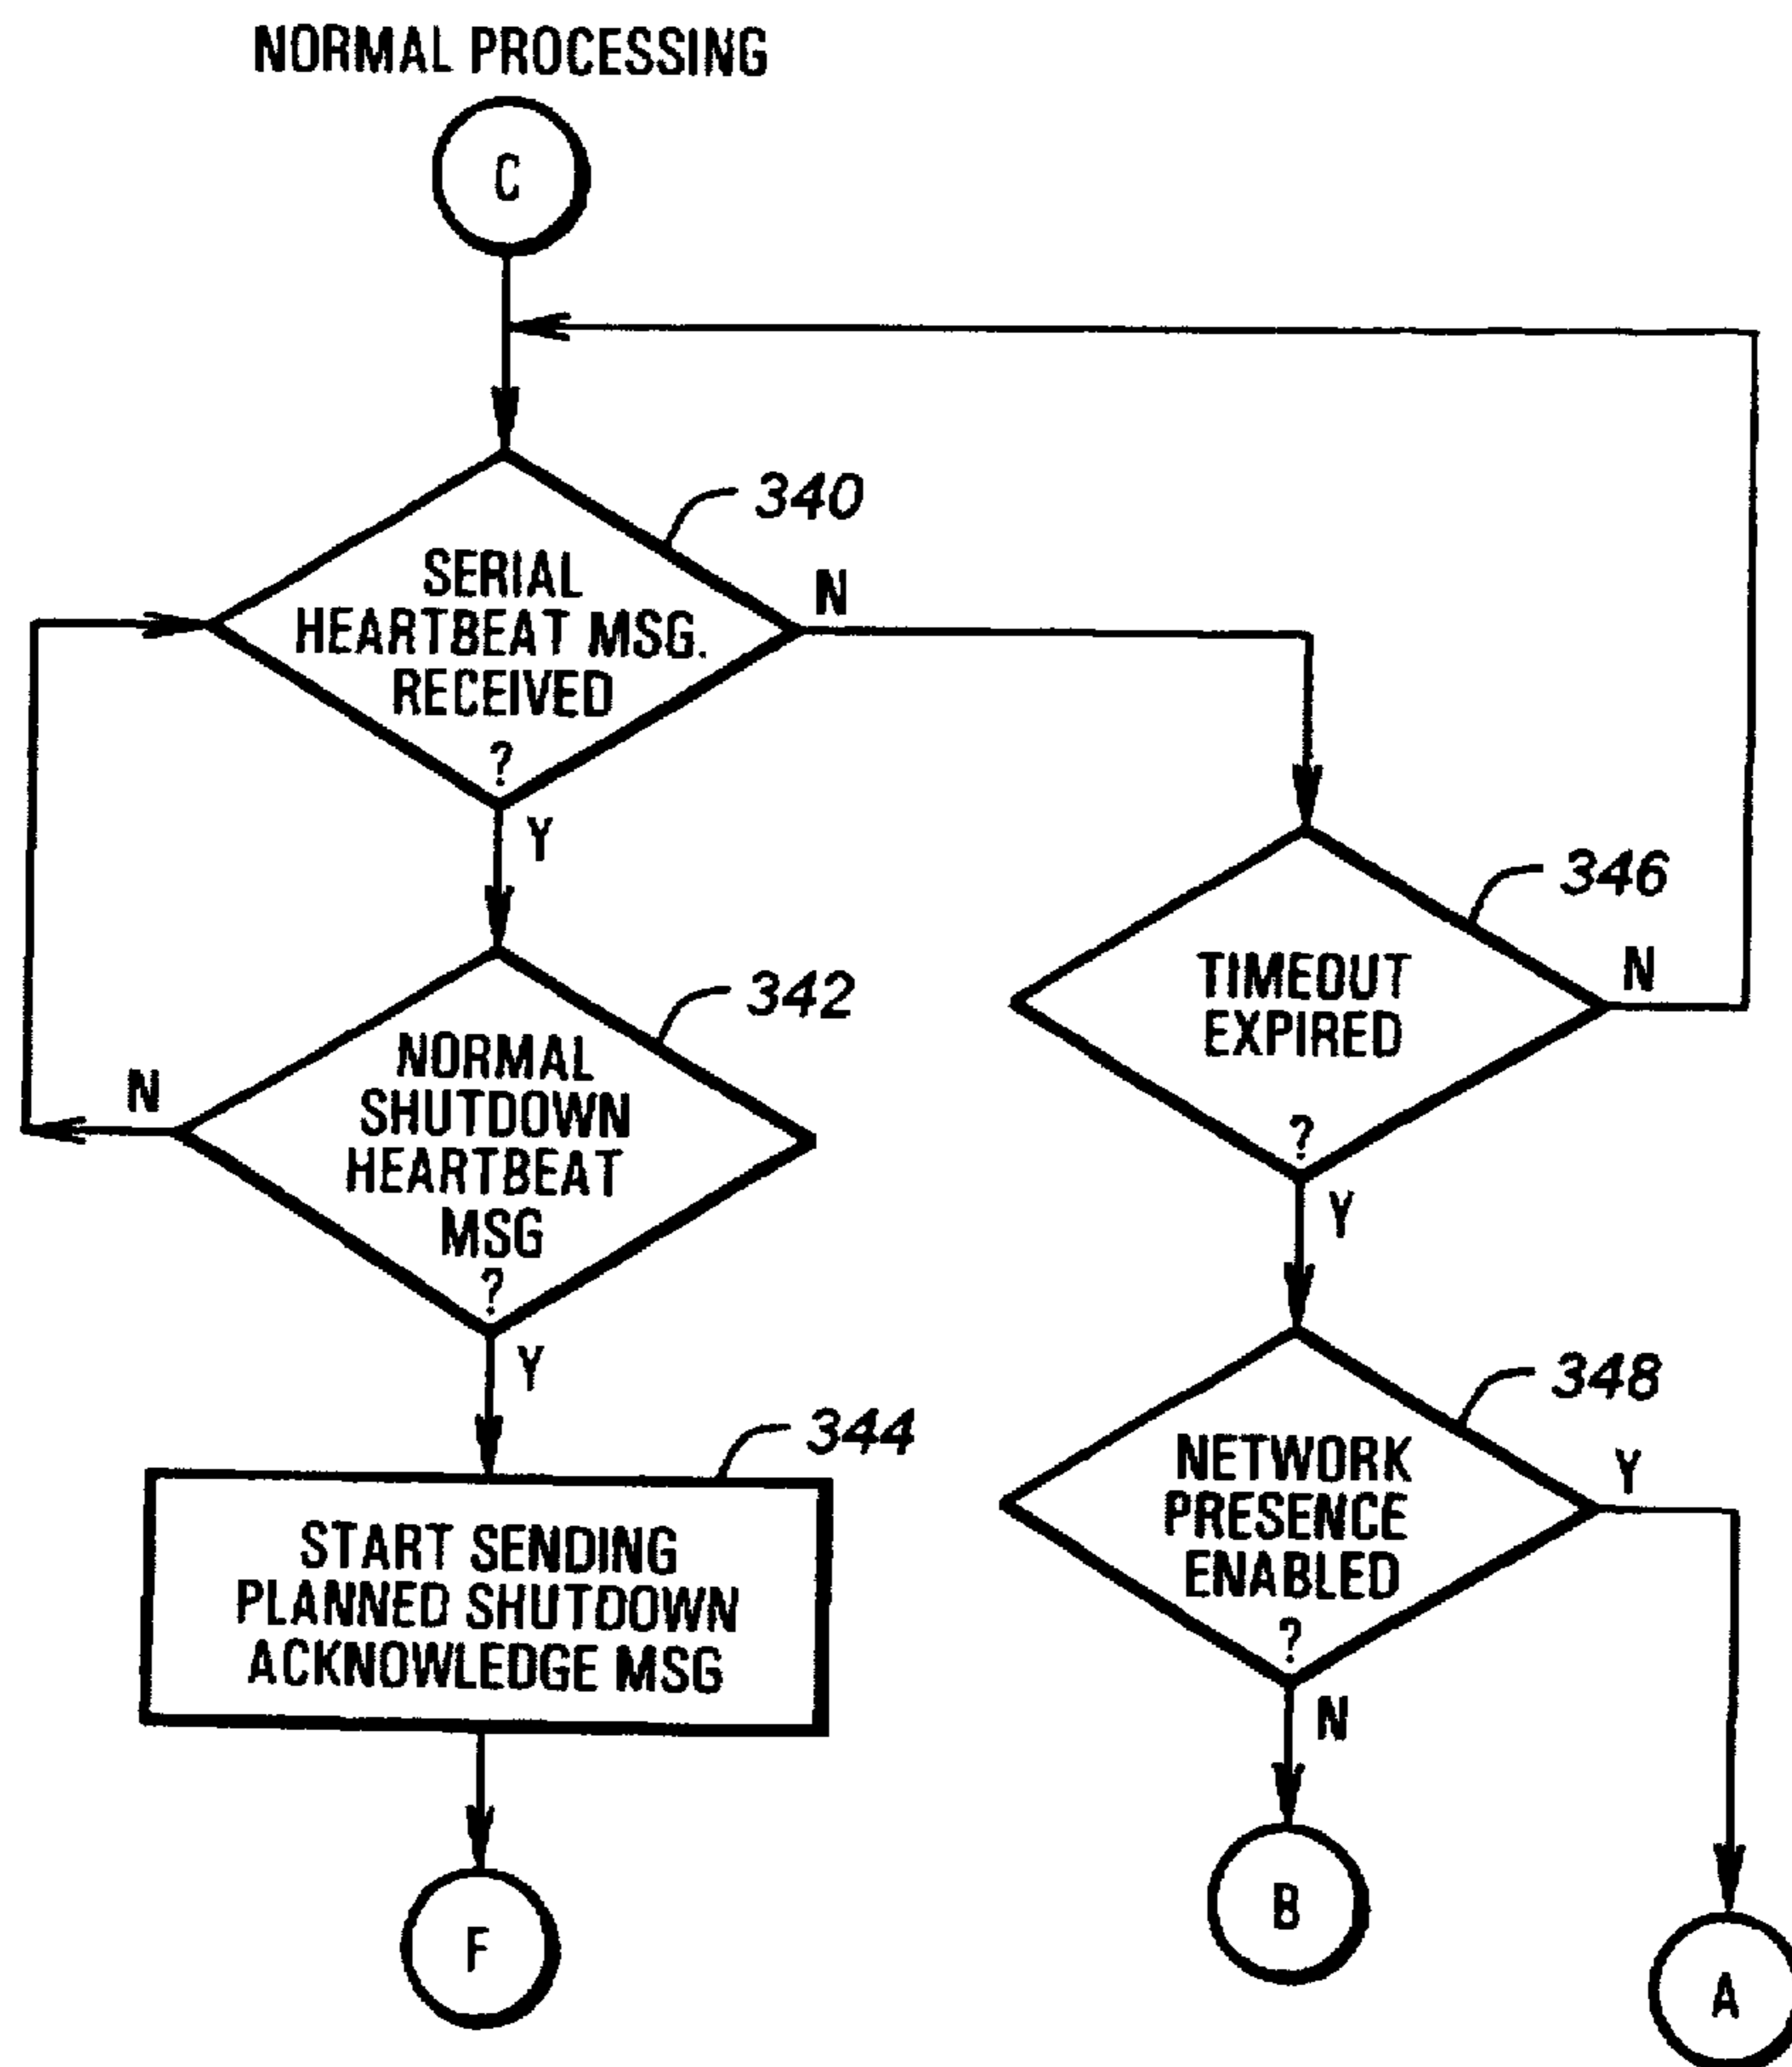 NORMAL PROCESSING
C
340
SERIAL
HEARTBEAT MSG.
RECEIVED
?
N
Y
342
NORMAL
SHUTDOWN
HEARTBEAT
MSG
?
N
Y
344
START SENDING
PLANNED SHUTDOWN
ACKNOWLEDGE MSG
F
346
TIMEOUT
EXPIRED
?
N
Y
348
NETWORK
PRESENCE
ENABLED
?
Y
N
B
A